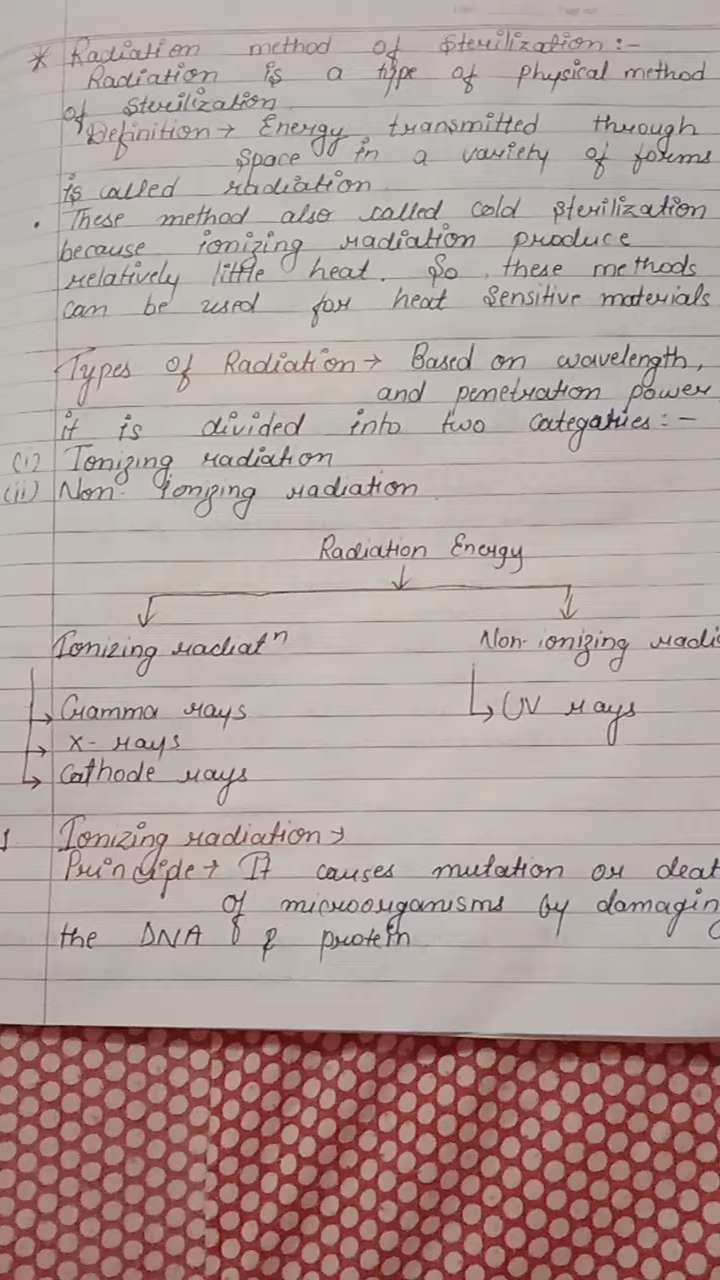 * Radiation method of Sterilization :-
Radiation is a type of physical method
of Sterilization
Definition → Energy transmitted through
Space in a variety of forms
is called radiation
. These method also called cold sterilization
because ionizing radiation produce
relatively little heat. So, these methods
can be used for heat sensitive materials
Types of Radiation → Based on wavelength,
and penetration power
it is divided into two categories :-
(i) Ionizing radiation
(ii) Non-ionizing radiation
Radiation Energy
Ionizing radiatⁿ Non-ionizing radi
→ Gamma rays → UV rays
→ X-rays
→ Cathode rays
1 Ionizing radiation →
Principle → It causes mutation or deat
of microorganisms by damagin
the DNA & protein